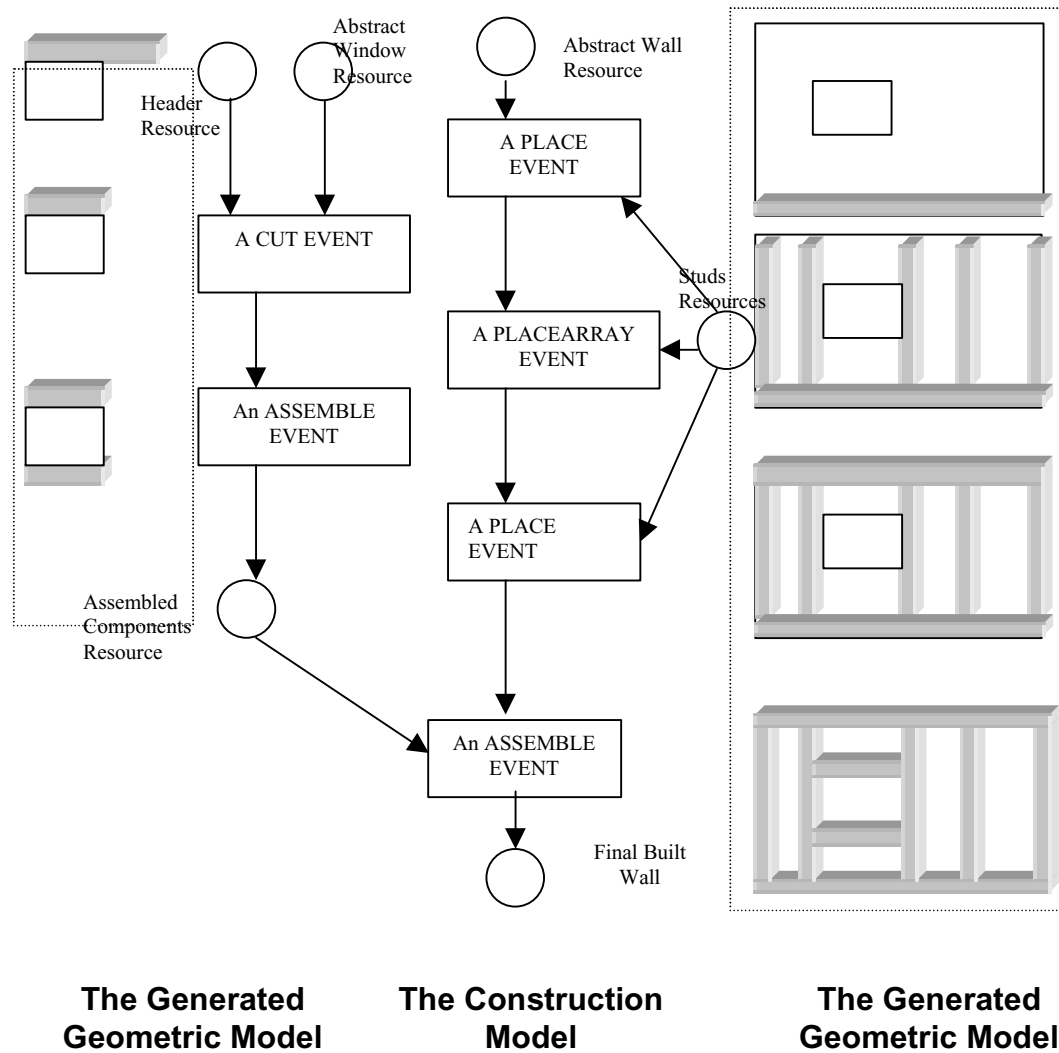 Abstract
Window
Resource
Header
Resource
Abstract Wall
Resource
A PLACE
EVENT
A CUT EVENT
Studs
Resources
A PLACEARRAY
EVENT
An ASSEMBLE
EVENT
A PLACE
EVENT
Assembled
Components
Resource
An ASSEMBLE
EVENT
Final Built
Wall
The Generated
Geometric Model
The Construction
Model
The Generated
Geometric Model